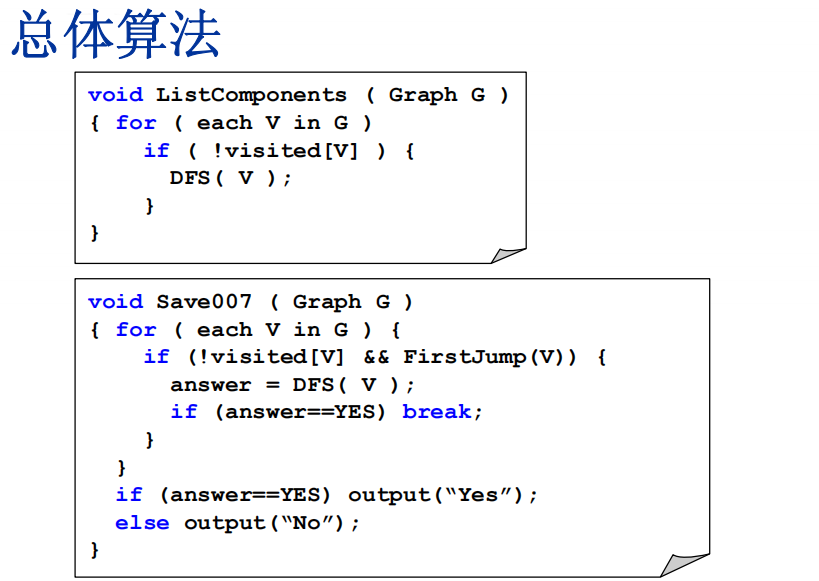 总体算法
void ListComponents ( Graph G )
{ for ( each V in G )
if ( !visited[V] ) {
DFS( V );
}
}
void Save007 ( Graph G )
{ for ( each V in G ) {
if (!visited[V] && FirstJump(V)) {
answer = DFS( V );
if (answer==YES) break;
}
}
if (answer==YES) output(“Yes”);
else output(“No”);
}